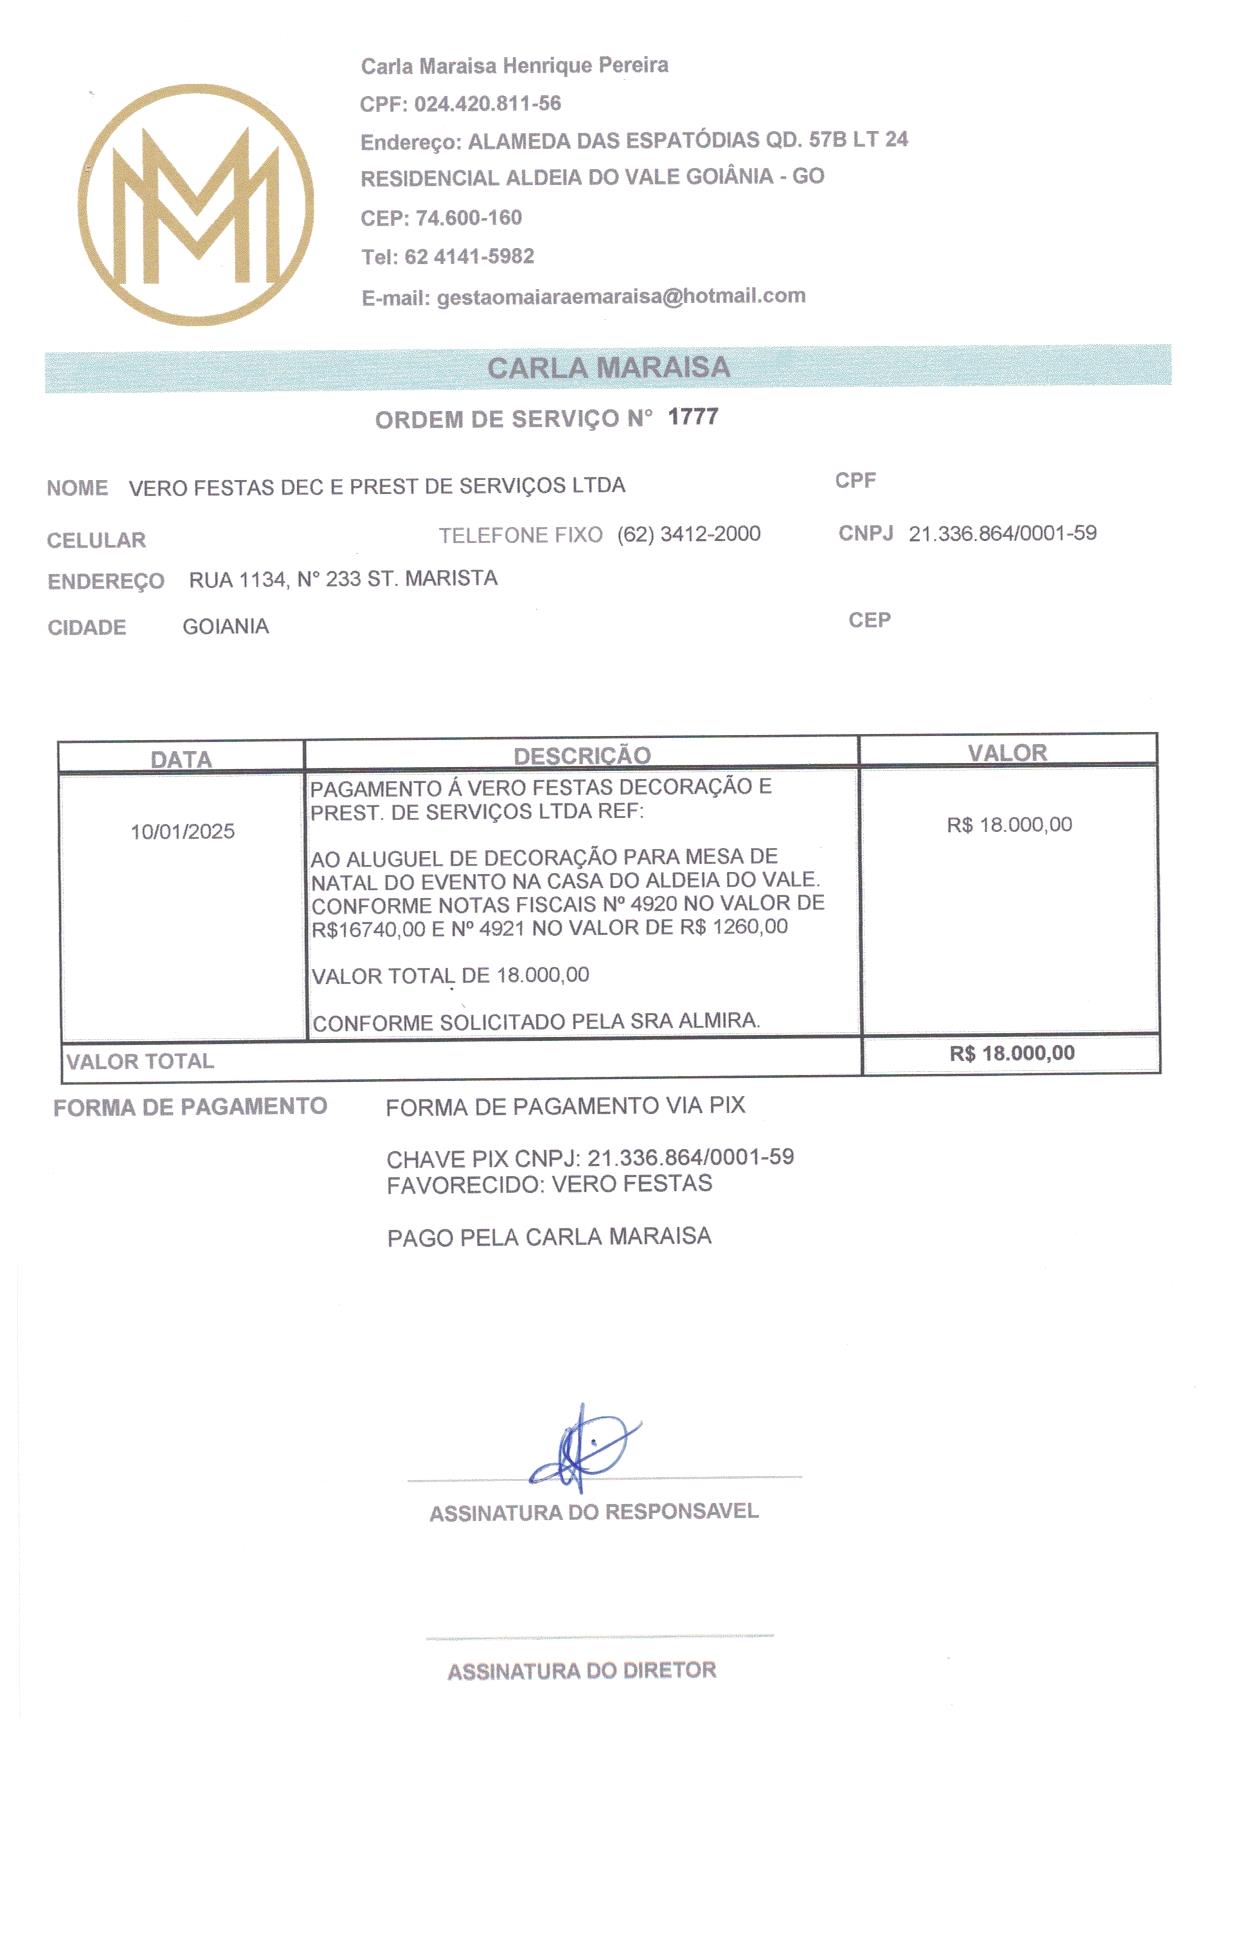 Carla Maraisa Henrique Pereira
CPF: 024.420.811-56
Endereço: ALAMEDA DAS ESPATÓDIAS QD. 57B LT 24
RESIDENCIAL ALDEIA DO VALE GOIÂNIA - GO
CEP: 74.600-160
Tel: 62 4141-5982
E-mail: gestaomaiaraemaraisa@hotmail.com
CARLA MARAISA
ORDEM DE SERVIÇO N° 1777
NOME VERO FESTAS DEC E PREST DE SERVIÇOS LTDA CPF
CELULAR TELEFONE FIXO (62) 3412-2000 CNPJ 21.336.864/0001-59
ENDEREÇO RUA 1134, N° 233 ST. MARISTA
CIDADE GOIANIA CEP
DATA DESCRIÇÃO VALOR
PAGAMENTO Á VERO FESTAS DECORAÇÃO E
PREST. DE SERVIÇOS LTDA REF:
10/01/2025 R$ 18.000,00
AO ALUGUEL DE DECORAÇÃO PARA MESA DE
NATAL DO EVENTO NA CASA DO ALDEIA DO VALE.
CONFORME NOTAS FISCAIS Nº 4920 NO VALOR DE
R$16740,00 E Nº 4921 NO VALOR DE R$ 1260,00
VALOR TOTAL DE 18.000,00
CONFORME SOLICITADO PELA SRA ALMIRA.
VALOR TOTAL R$ 18.000,00
FORMA DE PAGAMENTO FORMA DE PAGAMENTO VIA PIX
CHAVE PIX CNPJ: 21.336.864/0001-59
FAVORECIDO: VERO FESTAS
PAGO PELA CARLA MARAISA
ASSINATURA DO RESPONSAVEL
ASSINATURA DO DIRETOR